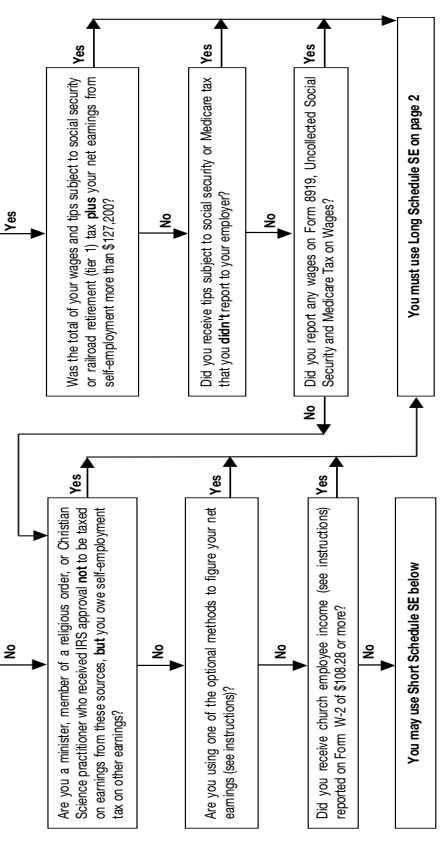 No
Are you a minister, member of a religious order, or Christian
Science practitioner who received IRS approval not to be taxed
on earnings from these sources, but you owe self-employment
tax on other earnings?
Yes
No
Are you using one of the optional methods to figure your net
earnings (see instructions)?
Yes
No
Did you receive church employee income (see instructions)
reported on Form W-2 of $108.28 or more?
Yes
No
You may use Short Schedule SE below
Yes
Was the total of your wages and tips subject to social security
or railroad retirement (tier 1) tax plus your net earnings from
self-employment more than $127,200?
Yes
No
Did you receive tips subject to social security or Medicare tax
that you didn't report to your employer?
Yes
No
Did you report any wages on Form 8919, Uncollected Social
Security and Medicare Tax on Wages?
Yes
No
You must use Long Schedule SE on page 2